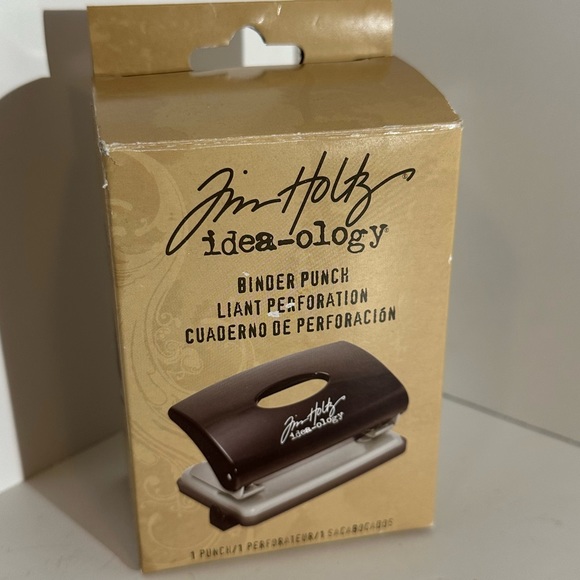 Tim Holtz
idea-ology
BINDER PUNCH
LIANT PERFORATION
CUADERNO DE PERFORACIÓN
Tim Holtz
idea-ology
1 PUNCH/1 PERFORATEUR/1 SACABOCADOS